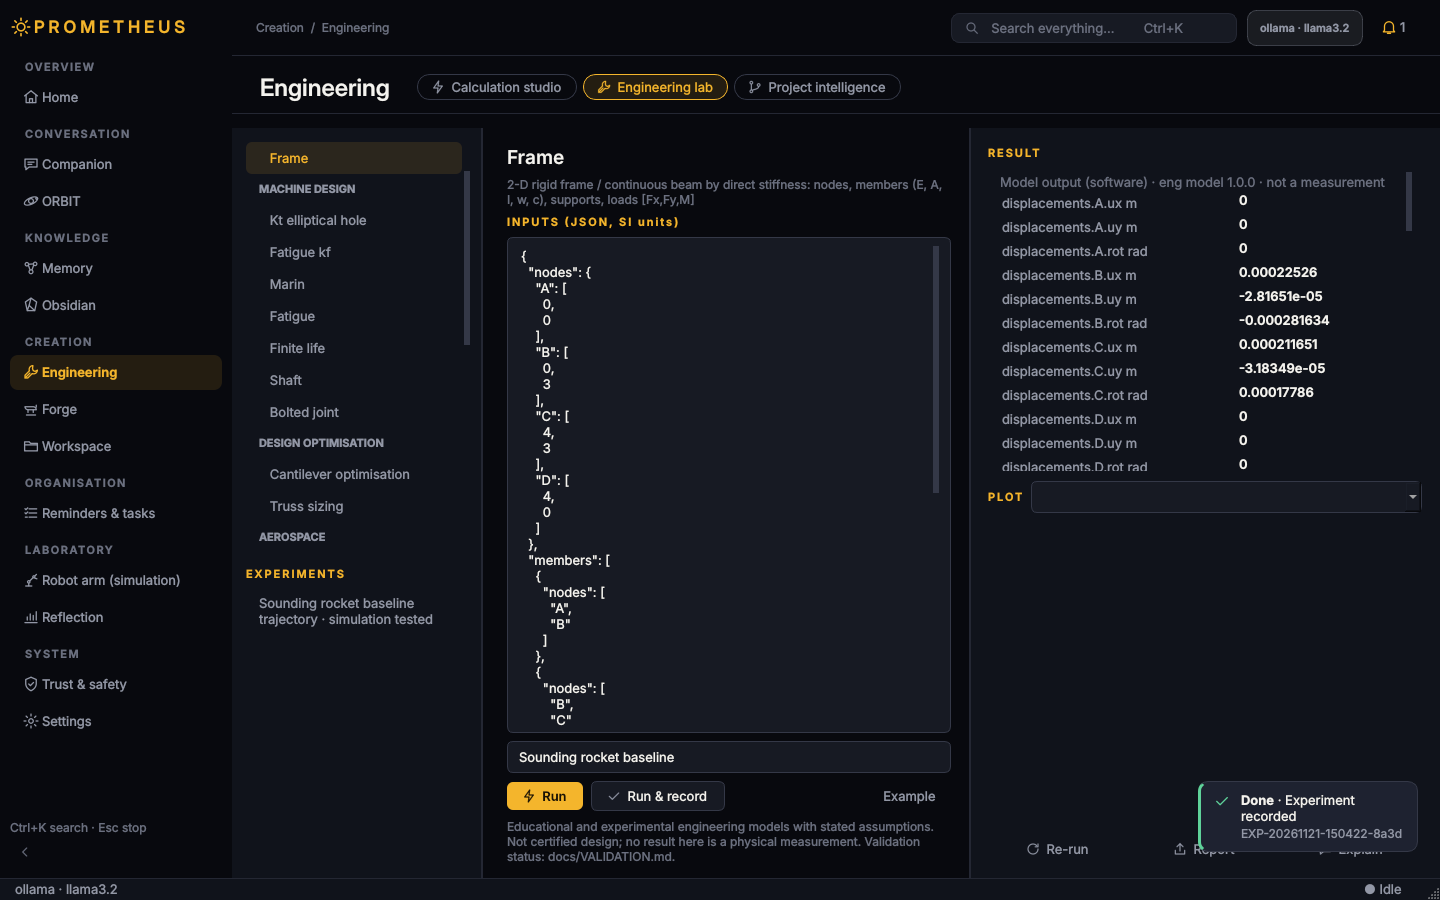 PROMETHEUS
OVERVIEW
Home
CONVERSATION
Companion
ORBIT
KNOWLEDGE
Memory
Obsidian
CREATION
Engineering
Forge
Workspace
ORGANISATION
Reminders & tasks
LABORATORY
Robot arm (simulation)
Reflection
SYSTEM
Trust & safety
Settings
Ctrl+K search · Esc stop
Creation / Engineering
Search everything... Ctrl+K
ollama · llama3.2
1
Engineering
Calculation studio
Engineering lab
Project intelligence
Frame
MACHINE DESIGN
Kt elliptical hole
Fatigue kf
Marin
Fatigue
Finite life
Shaft
Bolted joint
DESIGN OPTIMISATION
Cantilever optimisation
Truss sizing
AEROSPACE
EXPERIMENTS
Sounding rocket baseline
trajectory · simulation tested
Frame
2-D rigid frame / continuous beam by direct stiffness: nodes, members (E, A,
I, w, c), supports, loads [Fx,Fy,M]
INPUTS (JSON, SI units)
{
"nodes": {
"A": [
0,
0
],
"B": [
0,
3
],
"C": [
4,
3
],
"D": [
4,
0
]
},
"members": [
{
"nodes": [
"A",
"B"
]
},
{
"nodes": [
"B",
"C"
Sounding rocket baseline
Run
Run & record
Example
Educational and experimental engineering models with stated assumptions.
Not certified design; no result here is a physical measurement. Validation
status: docs/VALIDATION.md.
RESULT
Model output (software) · eng model 1.0.0 · not a measurement
displacements.A.ux m 0
displacements.A.uy m 0
displacements.A.rot rad 0
displacements.B.ux m 0.00022526
displacements.B.uy m -2.81651e-05
displacements.B.rot rad -0.000281634
displacements.C.ux m 0.000211651
displacements.C.uy m -3.18349e-05
displacements.C.rot rad 0.00017786
displacements.D.ux m 0
displacements.D.uy m 0
displacements.D.rot rad 0
PLOT
Done · Experiment
recorded
EXP-20261121-150422-8a3d
Re-run
Report
Explain
ollama · llama3.2
Idle